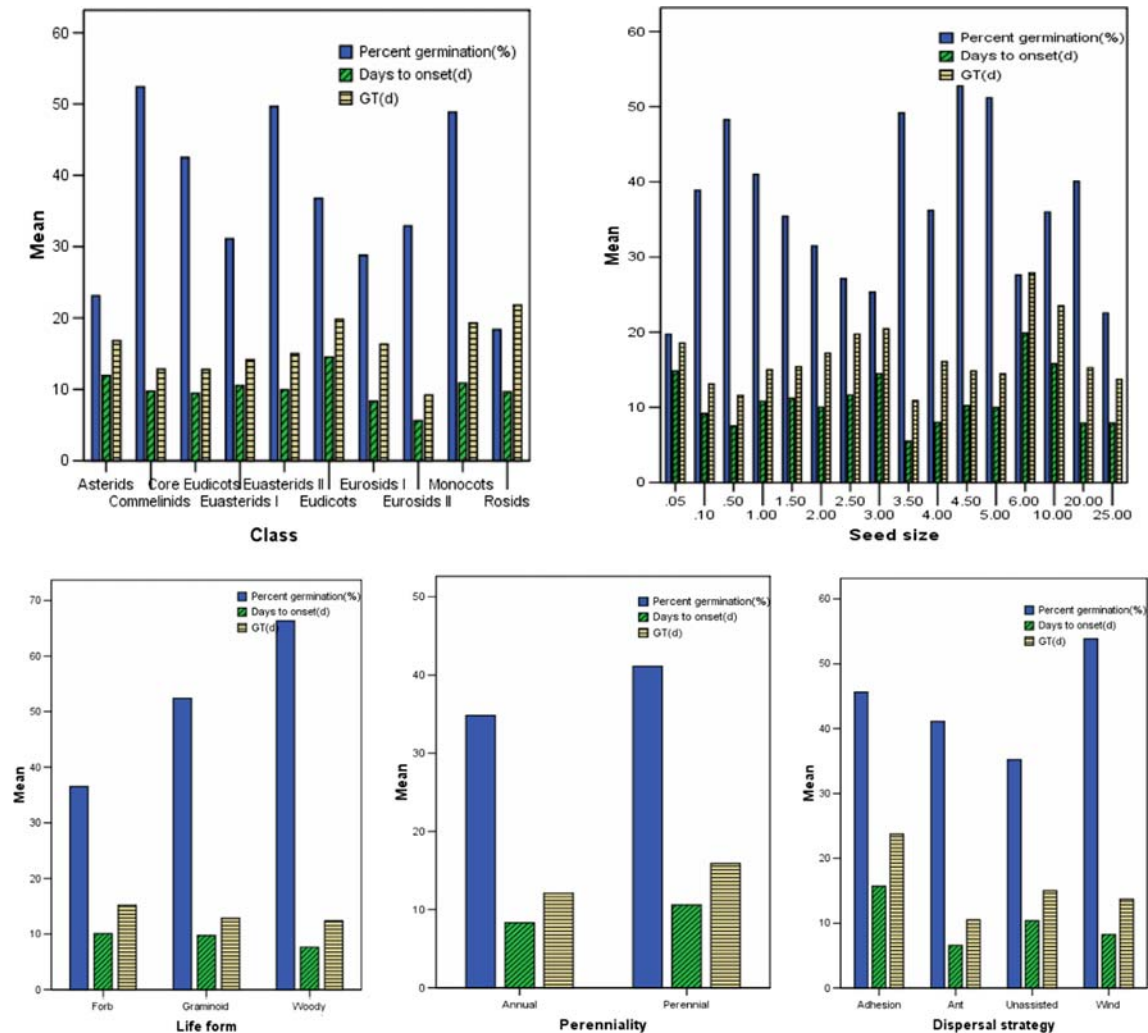 60
50
40
30
20
10
0
Mean
Percent germination(%)
Days to onset(d)
GT(d)
Asterids Core Eudicots Euasterids II Eurosids I Monocots
Commelinids Euasterids I Eudicots Eurosids II Rosids
Class
60
50
40
30
20
10
0
Mean
Percent germination(%)
Days to onset(d)
GT(d)
.05 .50 1.50 2.50 3.50 4.50 6.00 20.00
.10 1.00 2.00 3.00 4.00 5.00 10.00 25.00
Seed size
70
60
50
40
30
20
10
0
Mean
Percent germination(%)
Days to onset(d)
GT(d)
Forb Graminoid Woody
Life form
50
40
30
20
10
0
Mean
Percent germination(%)
Days to onset(d)
GT(d)
Annual Perennial
Perenniality
60
50
40
30
20
10
0
Mean
Percent germination(%)
Days to onset(d)
GT(d)
Adhesion Ant Unassisted Wind
Dispersal strategy